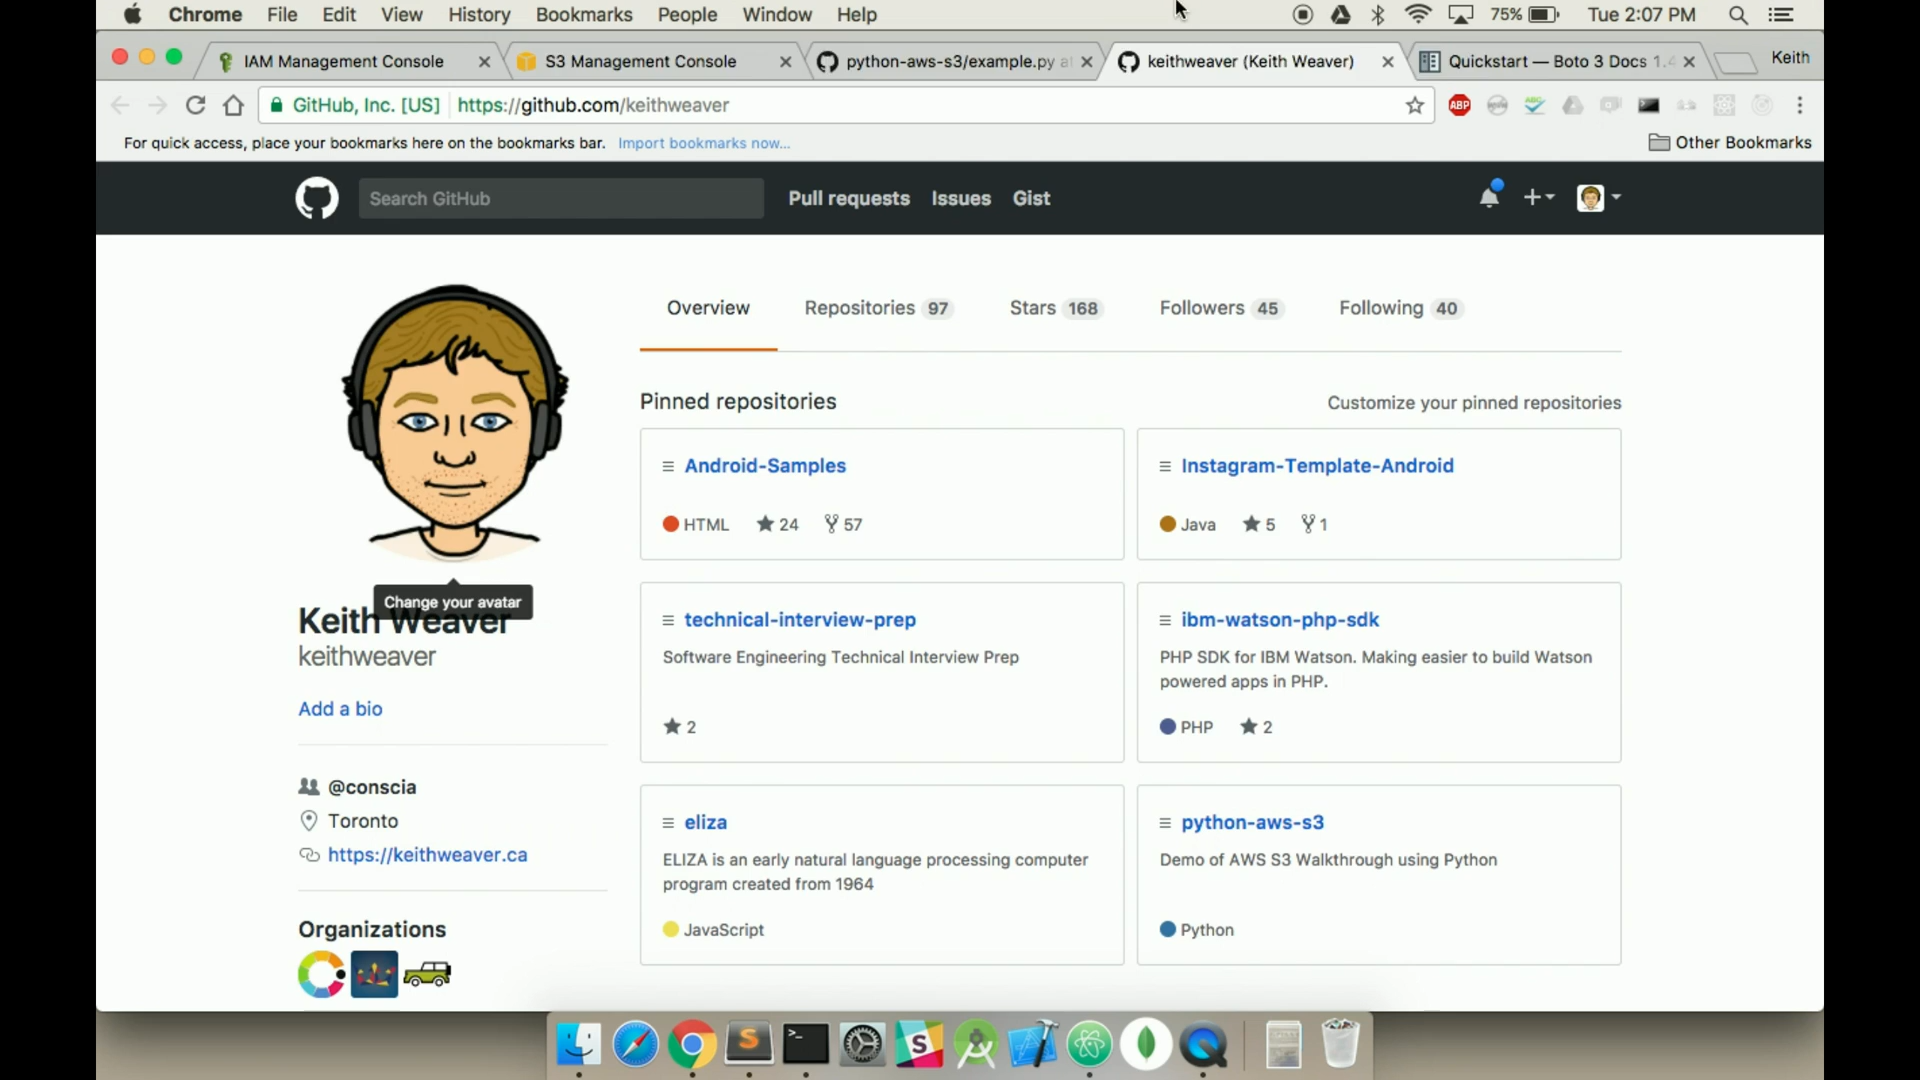 Chrome File Edit View History Bookmarks People Window Help 75% Tue 2:07 PM
IAM Management Console S3 Management Console python-aws-s3/example.py a keithweaver (Keith Weaver) Quickstart — Boto 3 Docs 1.4 Keith
GitHub, Inc. [US] https://github.com/keithweaver ABP
For quick access, place your bookmarks here on the bookmarks bar. Import bookmarks now... Other Bookmarks
Search GitHub Pull requests Issues Gist
Overview Repositories 97 Stars 168 Followers 45 Following 40
Pinned repositories Customize your pinned repositories
Android-Samples
HTML 24 57
Instagram-Template-Android
Java 5 1
technical-interview-prep
Software Engineering Technical Interview Prep
2
ibm-watson-php-sdk
PHP SDK for IBM Watson. Making easier to build Watson
powered apps in PHP.
PHP 2
eliza
ELIZA is an early natural language processing computer
program created from 1964
JavaScript
python-aws-s3
Demo of AWS S3 Walkthrough using Python
Python
Change your avatar
Keith Weaver
keithweaver
Add a bio
@conscia
Toronto
https://keithweaver.ca
Organizations